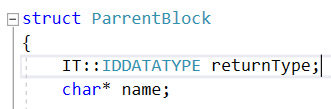 struct ParrentBlock
{
IT::IDDATATYPE returnType;
char* name;